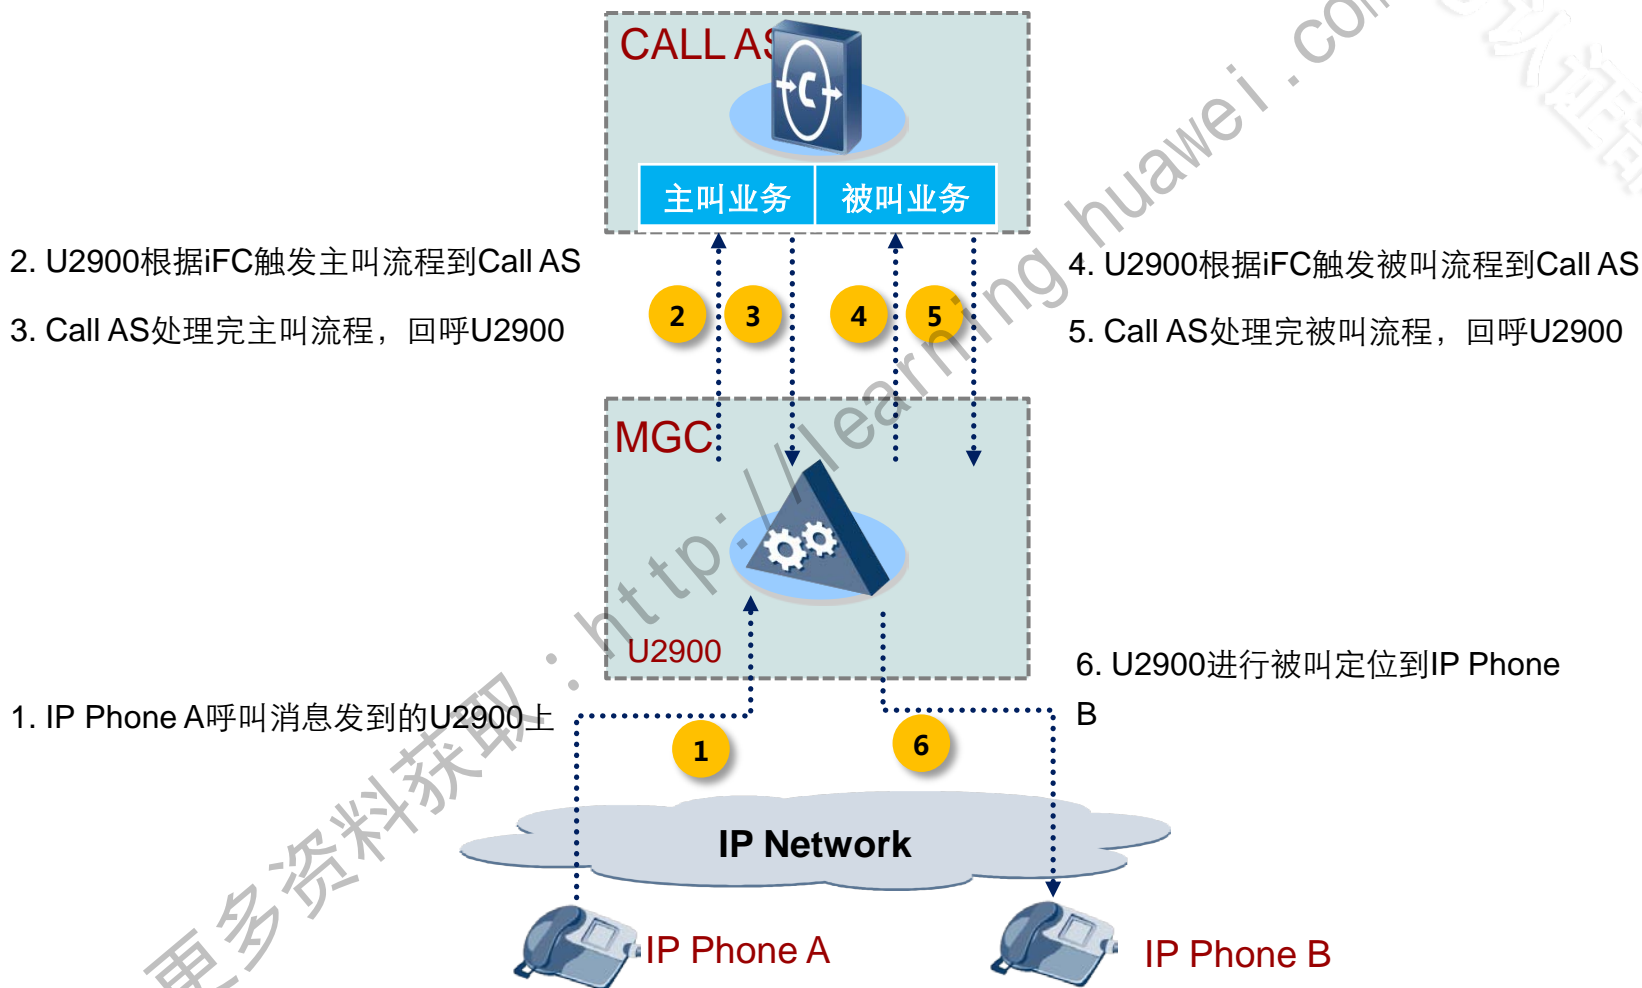 CALL AS
主叫业务
被叫业务
2. U2900根据iFC触发主叫流程到Call AS
3. Call AS处理完主叫流程，回呼U2900
2
3
4
5
4. U2900根据iFC触发被叫流程到Call AS
5. Call AS处理完被叫流程，回呼U2900
MGC
U2900
1. IP Phone A呼叫消息发到的U2900上
1
6
6. U2900进行被叫定位到IP Phone
B
IP Network
IP Phone A
IP Phone B
更多资料获取：http://learning.huawei.com